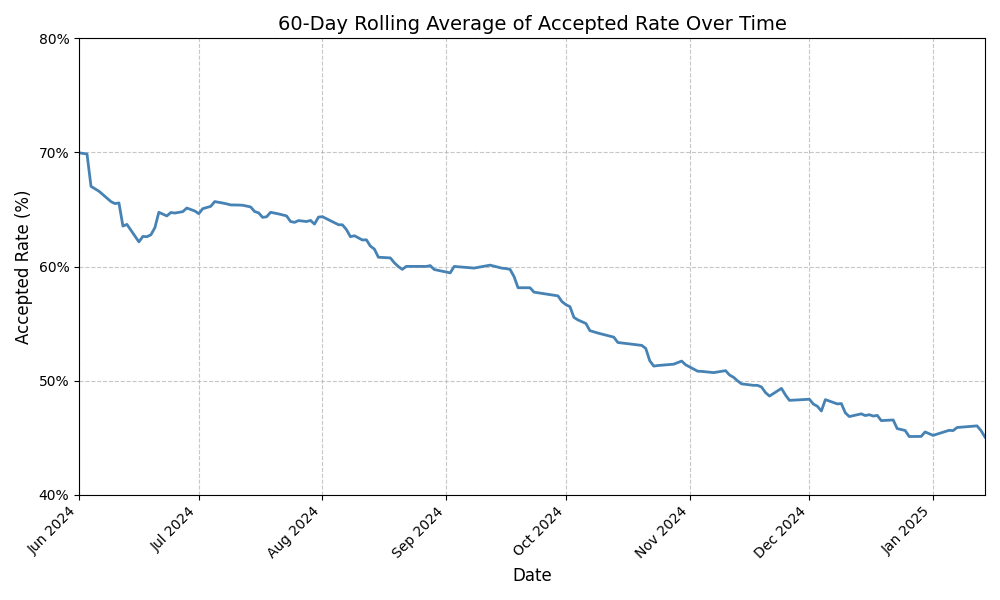 60-Day Rolling Average of Accepted Rate Over Time
80%
70%
60%
50%
40%
Accepted Rate (%)
Jun 2024
Jul 2024
Aug 2024
Sep 2024
Oct 2024
Nov 2024
Dec 2024
Jan 2025
Date